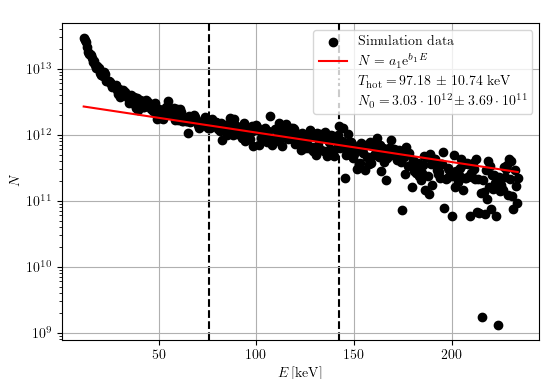 Simulation data
N = a₁e^{b₁E}
T_hot = 97.18 ± 10.74 keV
N₀ = 3.03 · 10¹² ± 3.69 · 10¹¹
10¹³
10¹²
10¹¹
10¹⁰
10⁹
N
50 100 150 200
E [keV]